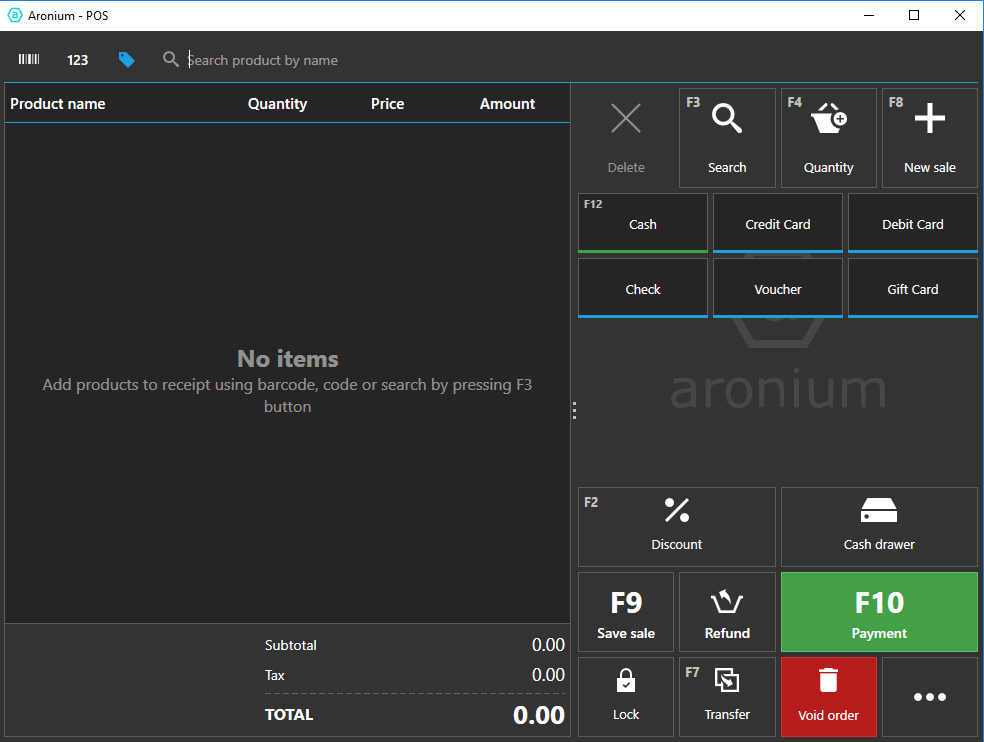 Aronium - POS
123
Search product by name
Product name Quantity Price Amount
No items
Add products to receipt using barcode, code or search by pressing F3
button
Subtotal 0.00
Tax 0.00
TOTAL 0.00
Delete
F3
Search
F4
Quantity
F8
New sale
F12
Cash
Credit Card
Debit Card
Check
Voucher
Gift Card
aronium
F2
Discount
Cash drawer
F9
Save sale
Refund
F10
Payment
Lock
F7
Transfer
Void order